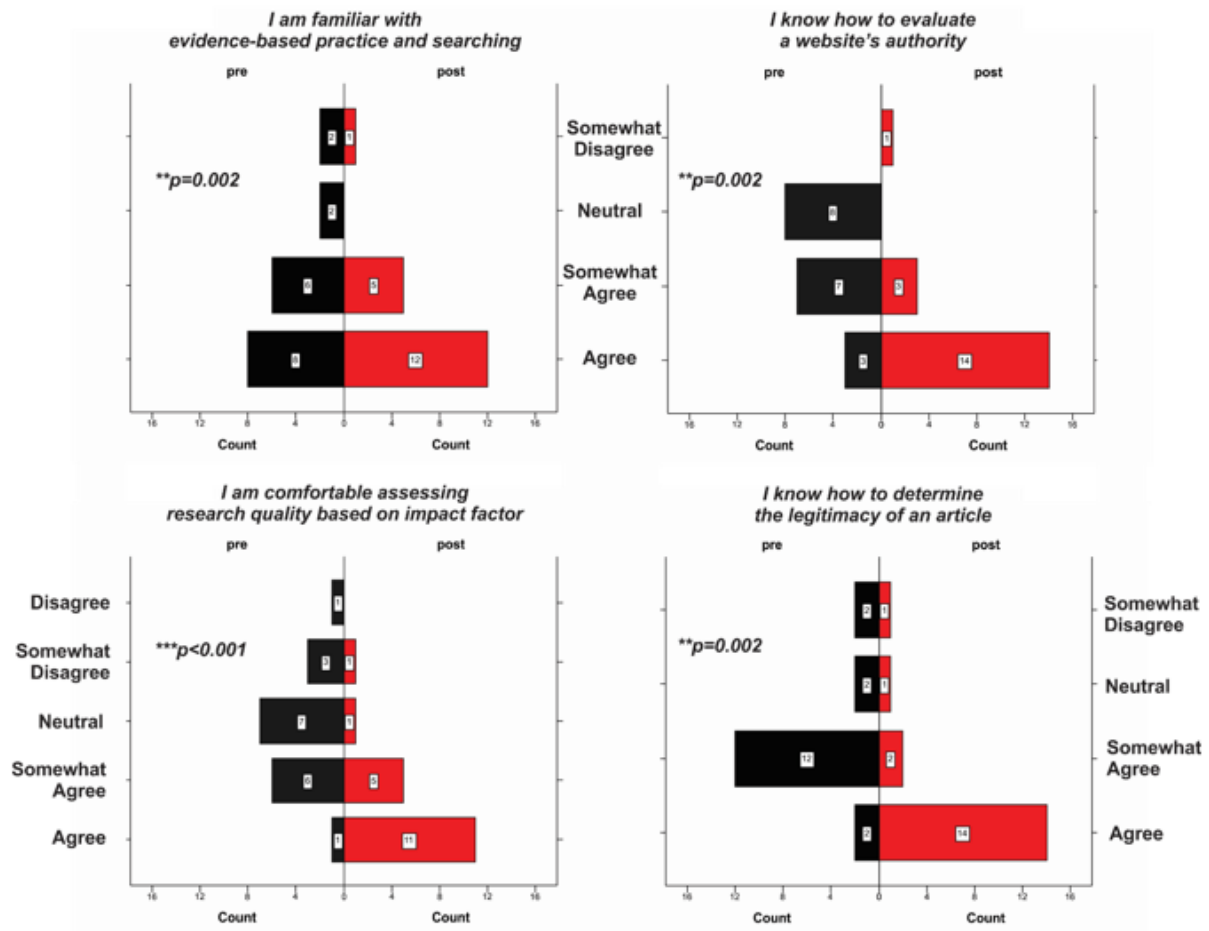 I am familiar with
evidence-based practice and searching
pre post
**p=0.002
2 1
2
6 5
8 12
16 12 8 4 0 4 8 12 16
Count Count
I know how to evaluate
a website's authority
pre post
Somewhat
Disagree
Neutral
Somewhat
Agree
Agree
**p=0.002
1
8
7 3
3 14
16 12 8 4 0 4 8 12 16
Count Count
I am comfortable assessing
research quality based on impact factor
pre post
Disagree
Somewhat
Disagree
Neutral
Somewhat
Agree
Agree
***p<0.001
1
3 1
7 1
6 5
1 11
16 12 8 4 0 4 8 12 16
Count Count
I know how to determine
the legitimacy of an article
pre post
**p=0.002
2 1
2 1
12 2
2 14
Somewhat
Disagree
Neutral
Somewhat
Agree
Agree
16 12 8 4 0 4 8 12 16
Count Count